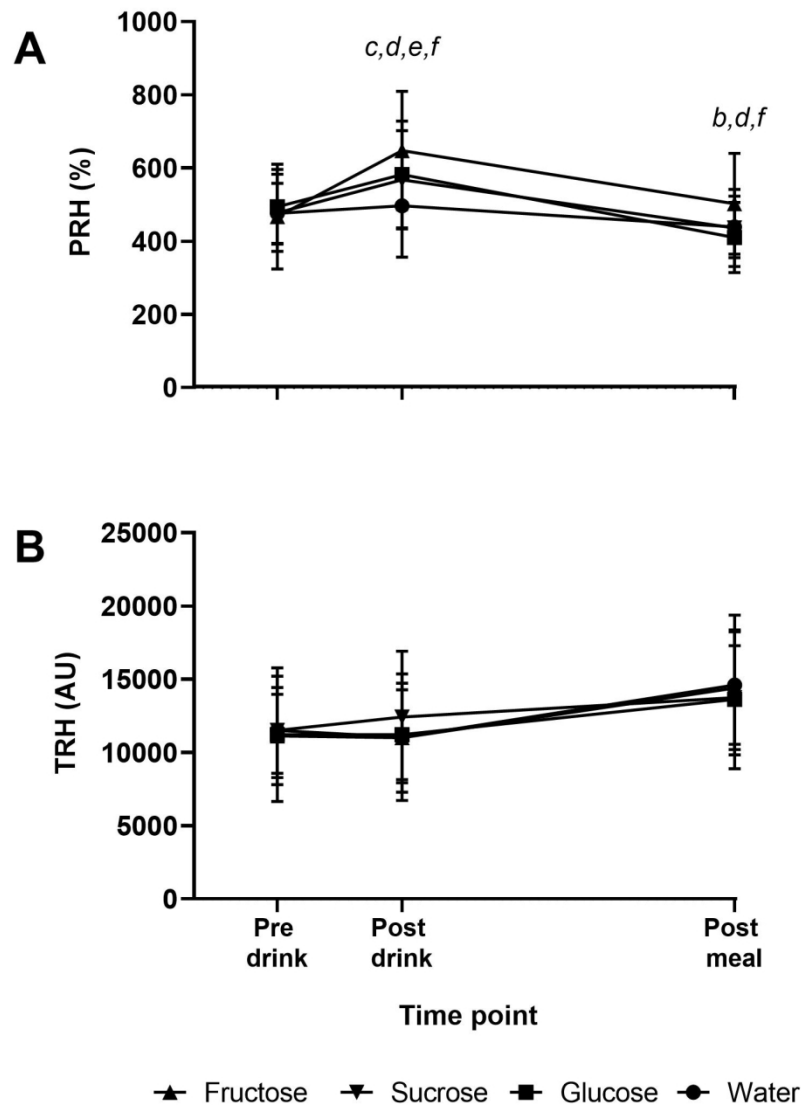 A
PRH (%)
1000
800
600
400
200
0
c,d,e,f
b,d,f
B
TRH (AU)
25000
20000
15000
10000
5000
0
Pre drink
Post drink
Post meal
Time point
Fructose Sucrose Glucose Water